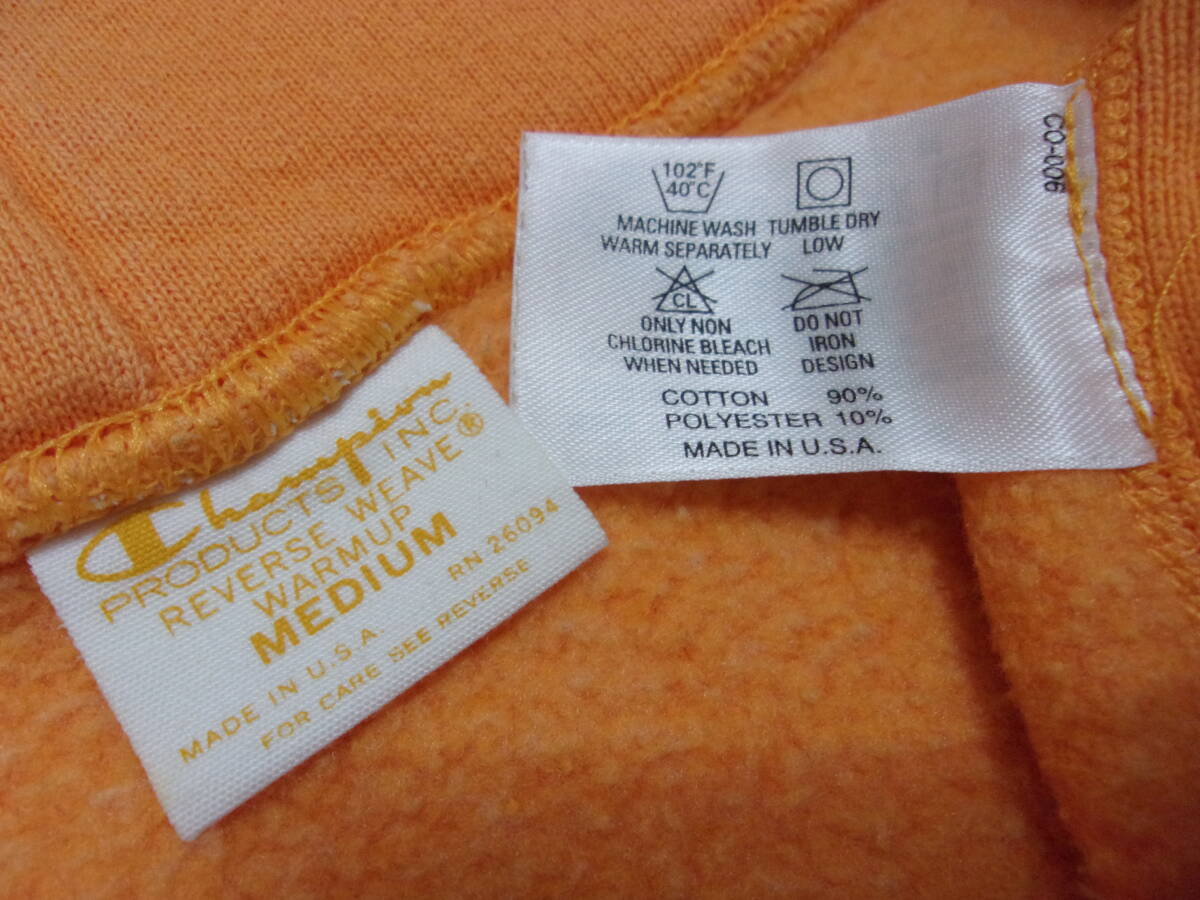 Champion
PRODUCTS INC.
REVERSE WEAVE®
WARMUP
MEDIUM
MADE IN U.S.A. RN 26094
FOR CARE SEE REVERSE
CO-006
102°F
40°C
MACHINE WASH TUMBLE DRY
WARM SEPARATELY LOW
CL
ONLY NON DO NOT
CHLORINE BLEACH IRON
WHEN NEEDED DESIGN
COTTON 90%
POLYESTER 10%
MADE IN U.S.A.